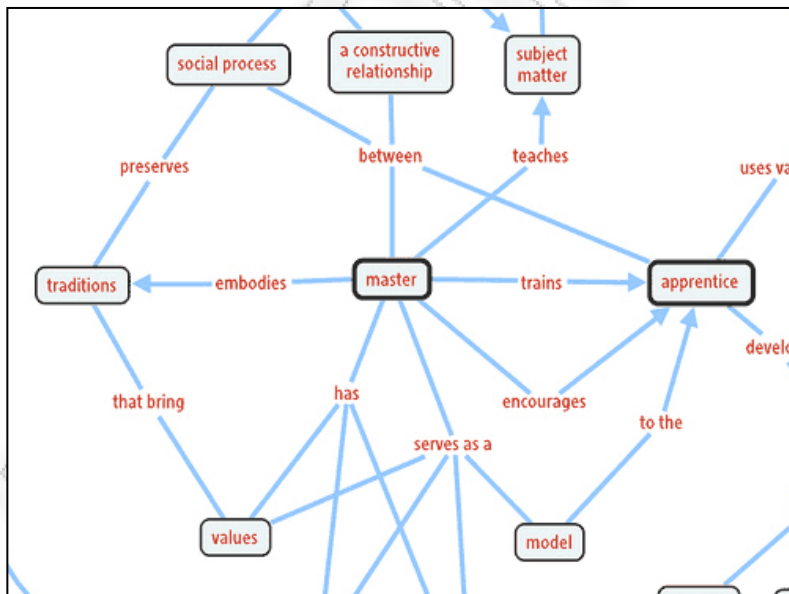 social process
a constructive
relationship
subject
matter
preserves
between
teaches
uses va
traditions
embodies
master
trains
apprentice
develo
that bring
has
encourages
to the
serves as a
values
model